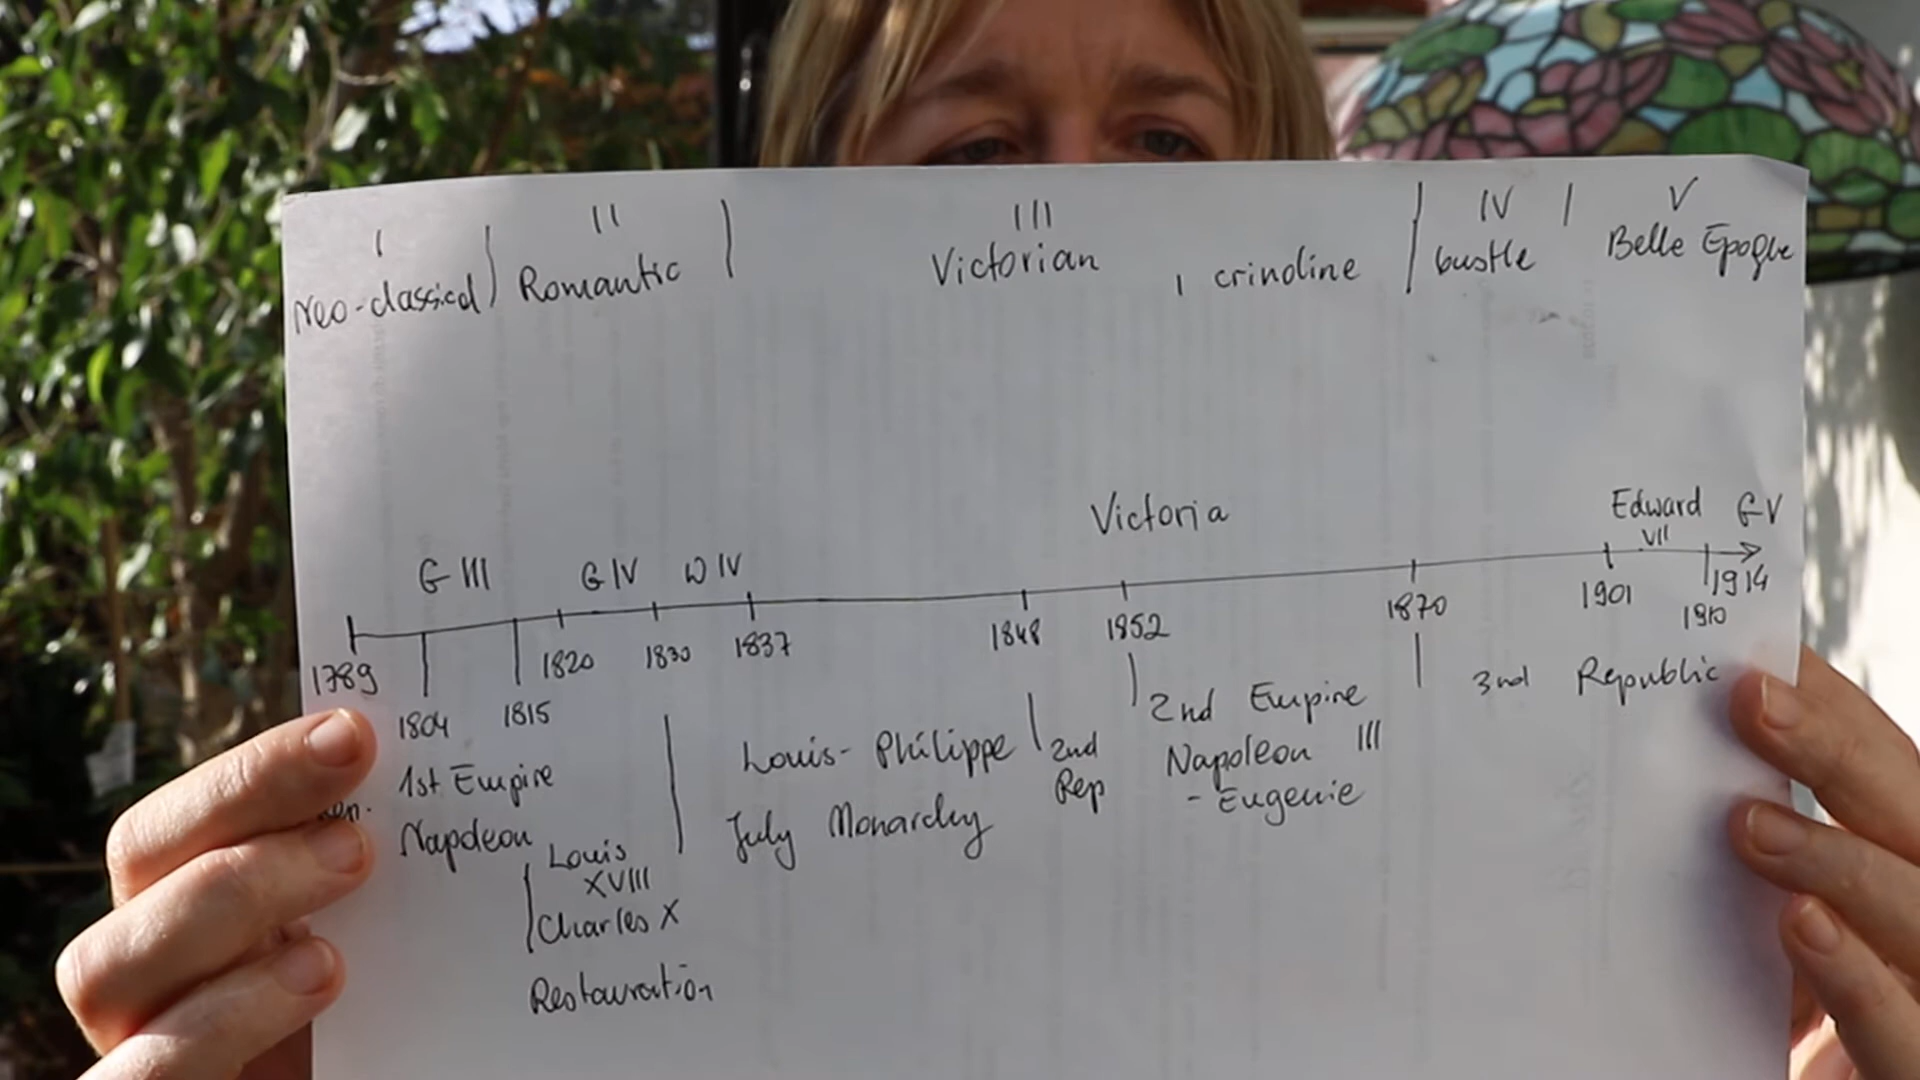 I II III IV V
Neo-classical Romantic Victorian crinoline bustle Belle Epoque
Victoria Edward VII G V
G III G IV W IV
1789 1804 1815 1820 1830 1837 1848 1852 1870 1901 1910 1914
1st Empire
Napoleon
Louis
XVIII
Charles X
Restauration
Louis-Philippe
July Monarchy
2nd
Rep
2nd Empire
Napoleon III
- Eugenie
3nd Republic